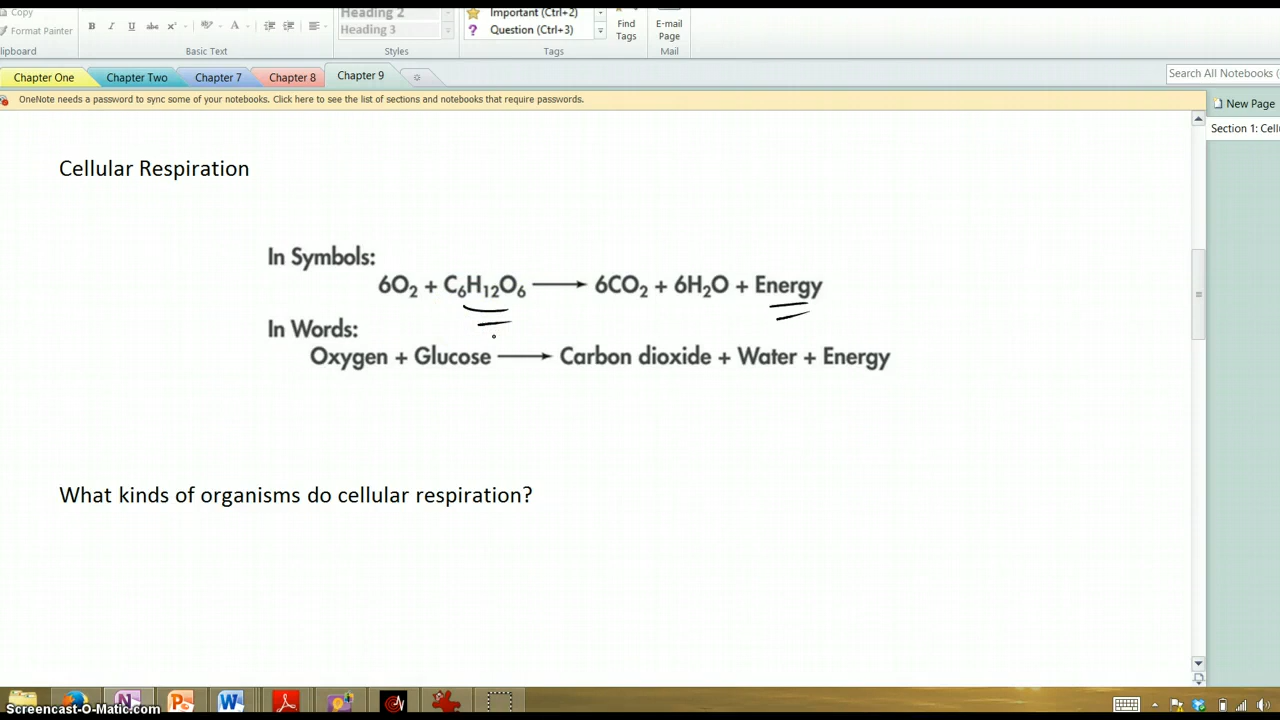 Copy
Important (Ctrl+2)
Heading 2
Format Painter
Heading 3
Question (Ctrl+3)
Find
Tags
E-mail
Page
Basic Text
Styles
Tags
Mail
Chapter One
Chapter Two
Chapter 7
Chapter 8
Chapter 9
Search All Notebooks (
OneNote needs a password to sync some of your notebooks. Click here to see the list of sections and notebooks that require passwords.
New Page
Section 1: Cell
Cellular Respiration
In Symbols:
6O₂ + C₆H₁₂O₆ ⟶ 6CO₂ + 6H₂O + Energy
In Words:
Oxygen + Glucose ⟶ Carbon dioxide + Water + Energy
What kinds of organisms do cellular respiration?
Screencast-O-Matic.com